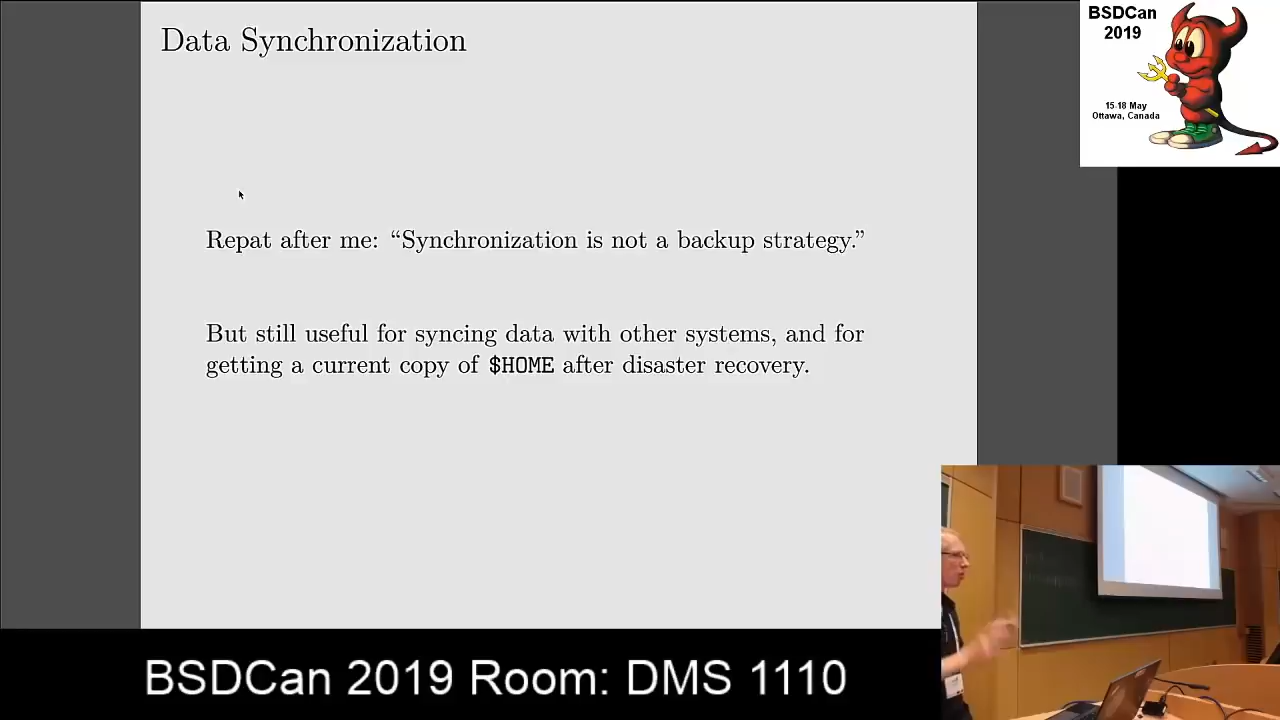 Data Synchronization
BSDCan
2019
15-18 May
Ottawa, Canada
Repat after me: “Synchronization is not a backup strategy.”
But still useful for syncing data with other systems, and for
getting a current copy of $HOME after disaster recovery.
BSDCan 2019 Room: DMS 1110